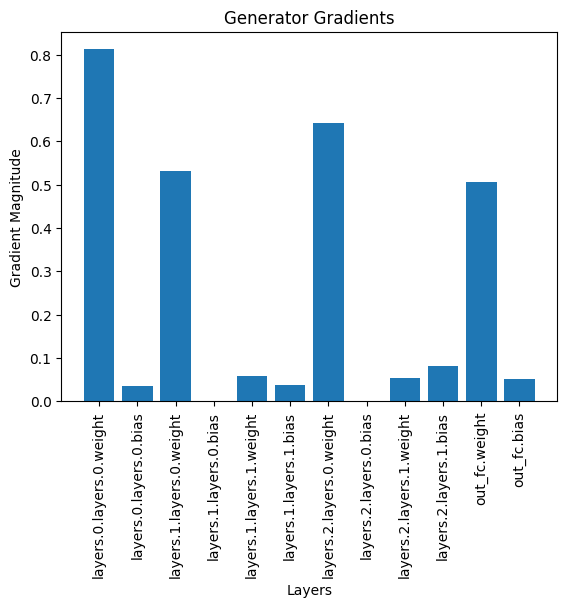 Generator Gradients
Gradient Magnitude
0.8
0.7
0.6
0.5
0.4
0.3
0.2
0.1
0.0
layers.0.layers.0.weight
layers.0.layers.0.bias
layers.1.layers.0.weight
layers.1.layers.0.bias
layers.1.layers.1.weight
layers.1.layers.1.bias
layers.2.layers.0.weight
layers.2.layers.0.bias
layers.2.layers.1.weight
layers.2.layers.1.bias
out_fc.weight
out_fc.bias
Layers